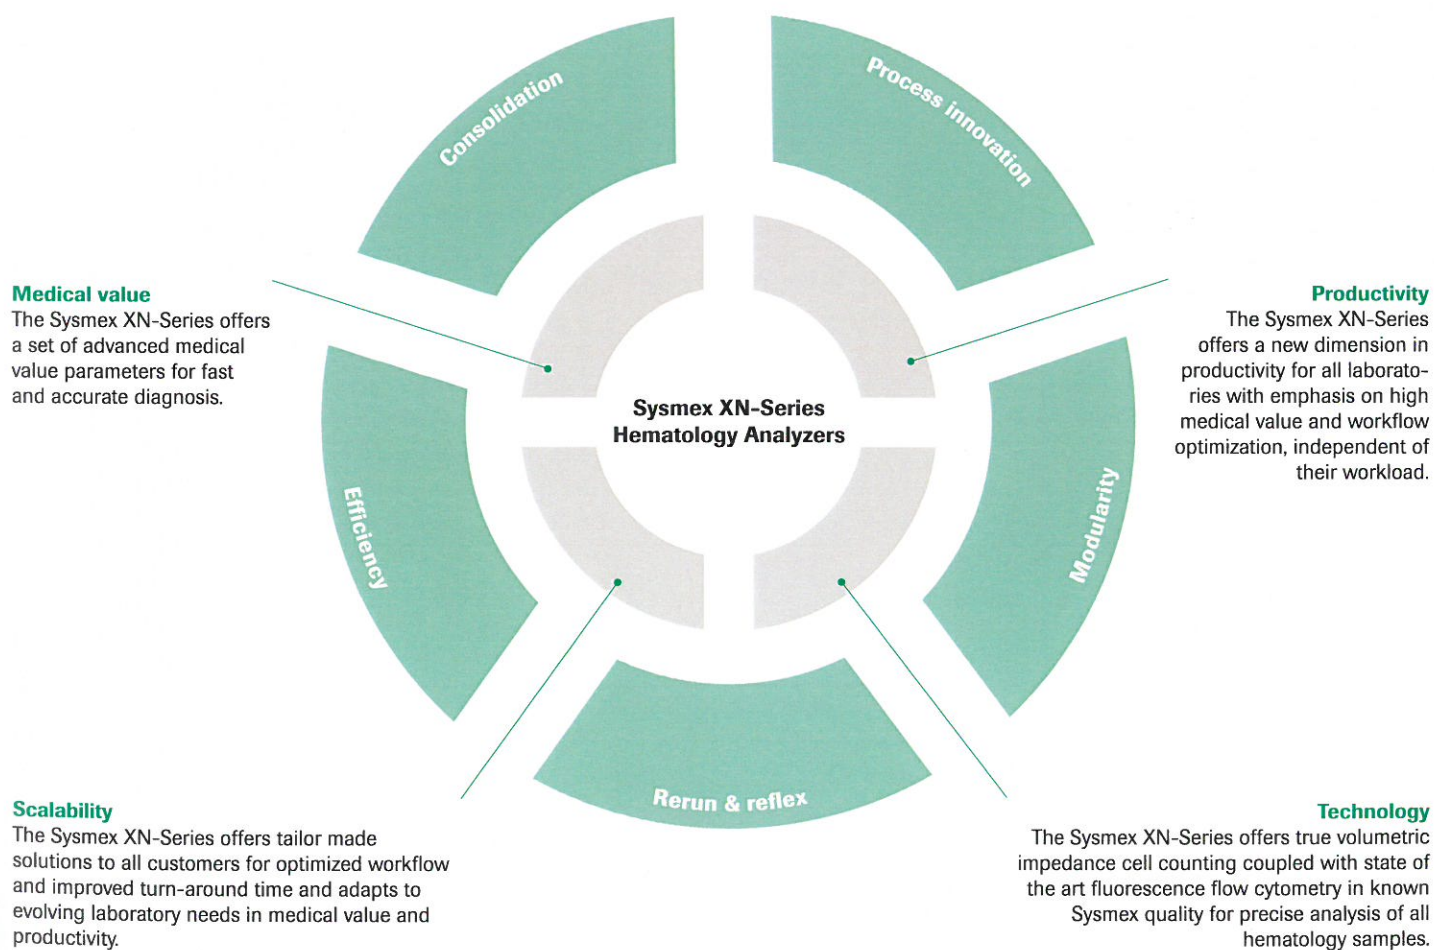 Consolidation
Process innovation
Medical value
The Sysmex XN-Series offers
a set of advanced medical
value parameters for fast
and accurate diagnosis.
Productivity
The Sysmex XN-Series
offers a new dimension in
productivity for all laborato-
ries with emphasis on high
medical value and workflow
optimization, independent of
their workload.
Sysmex XN-Series
Hematology Analyzers
Efficiency
Modularity
Rerun & reflex
Scalability
The Sysmex XN-Series offers tailor made
solutions to all customers for optimized workflow
and improved turn-around time and adapts to
evolving laboratory needs in medical value and
productivity.
Technology
The Sysmex XN-Series offers true volumetric
impedance cell counting coupled with state of
the art fluorescence flow cytometry in known
Sysmex quality for precise analysis of all
hematology samples.